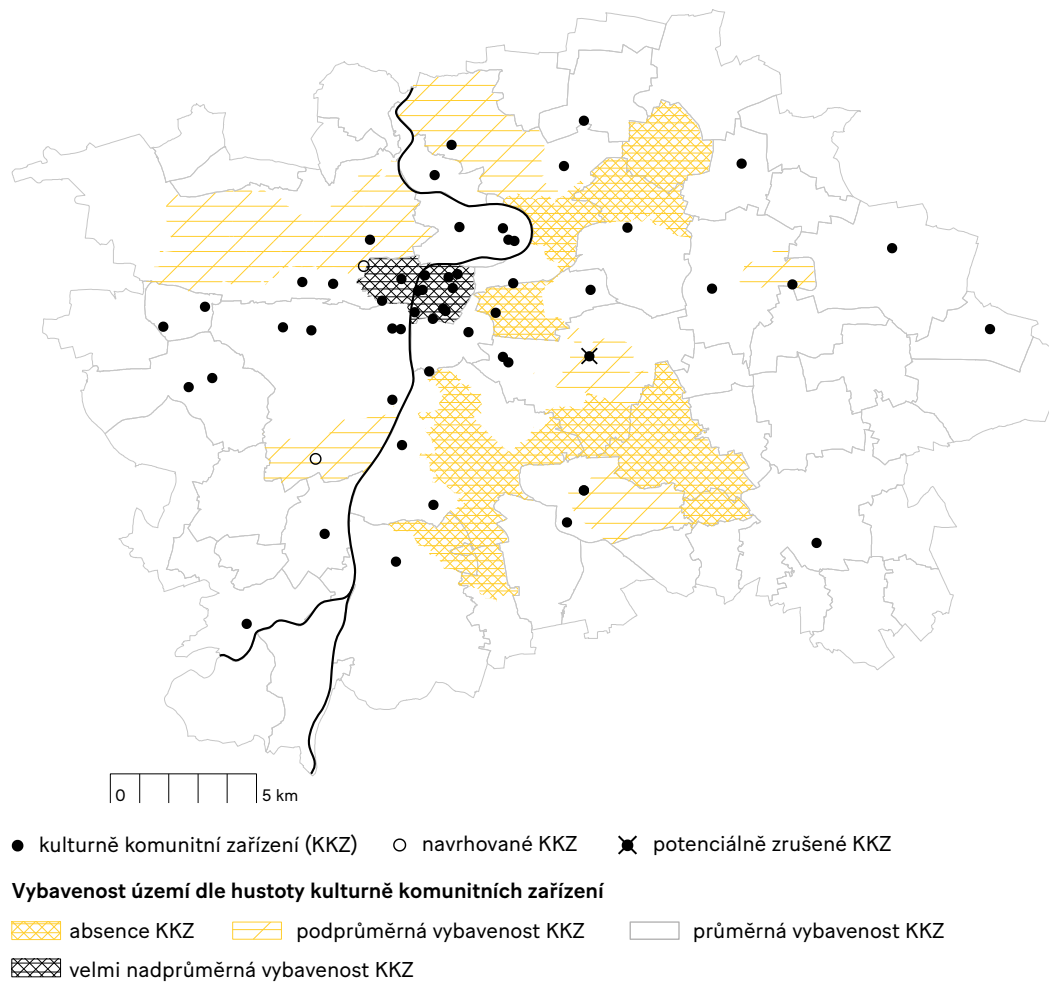 0 5 km
kulturně komunitní zařízení (KKZ) navrhované KKZ potenciálně zrušené KKZ
Vybavenost území dle hustoty kulturně komunitních zařízení
absence KKZ podprůměrná vybavenost KKZ průměrná vybavenost KKZ
velmi nadprůměrná vybavenost KKZ